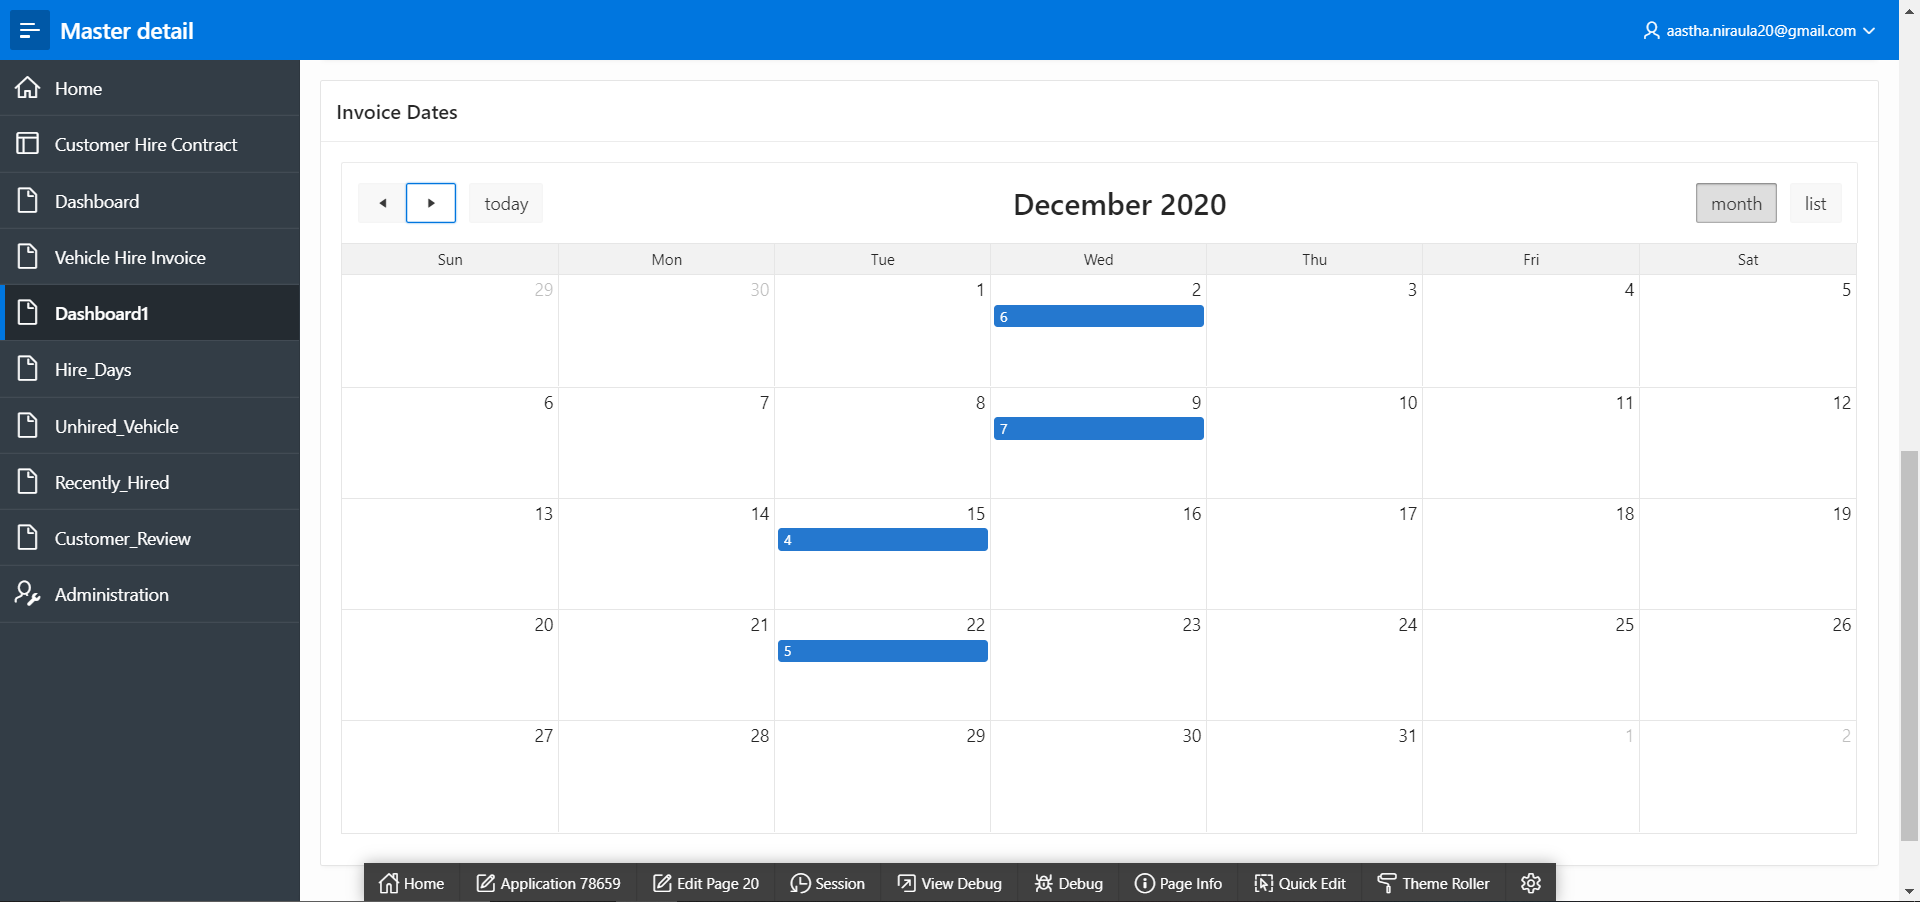 Master detail
aastha.niraula20@gmail.com
Home
Customer Hire Contract
Dashboard
Vehicle Hire Invoice
Dashboard1
Hire_Days
Unhired_Vehicle
Recently_Hired
Customer_Review
Administration
Invoice Dates
today
December 2020
month list
Sun Mon Tue Wed Thu Fri Sat
29 30 1 2 3 4 5
6
6 7 8 9 10 11 12
7
13 14 15 16 17 18 19
4
20 21 22 23 24 25 26
5
27 28 29 30 31 1 2
Home Application 78659 Edit Page 20 Session View Debug Debug Page Info Quick Edit Theme Roller